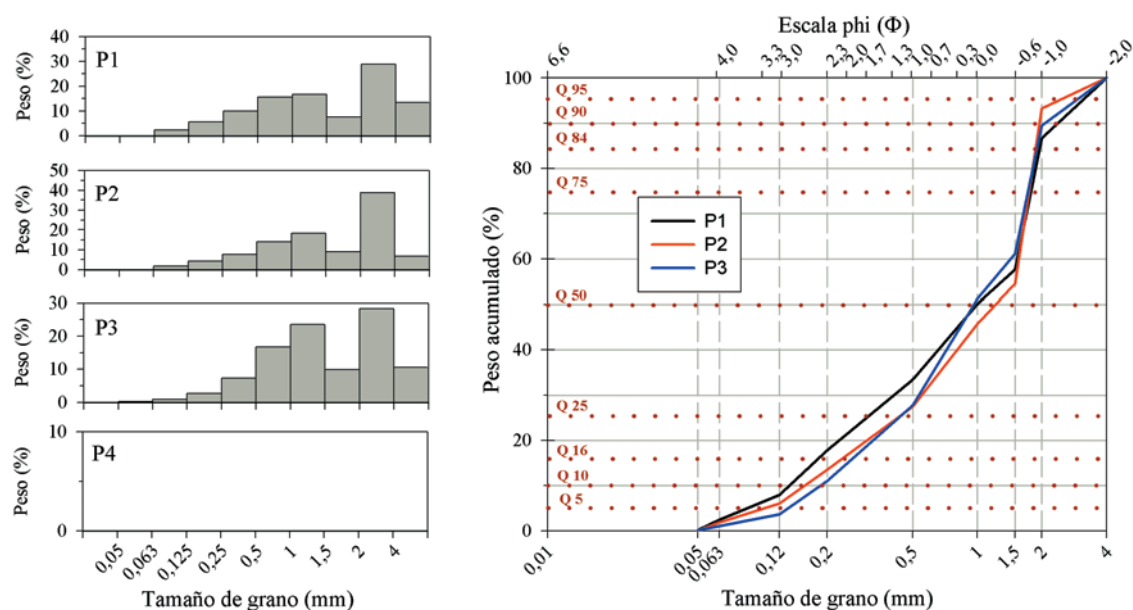 P1
Peso (%)
40
30
20
10
0
P2
Peso (%)
50
40
30
20
10
0
P3
Peso (%)
30
20
10
0
P4
Peso (%)
10
0
0,05 0,063 0,125 0,25 0,5 1 1,5 2 4
Tamaño de grano (mm)
Escala phi (Φ)
6,6 4,0 3,3 3,0 2,3 2,0 1,7 1,3 1,0 0,7 0,3 0,0 -0,6 -1,0 -2,0
Peso acumulado (%)
100
80
60
40
20
0
Q 95
Q 90
Q 84
Q 75
P1
P2
P3
Q 50
Q 25
Q 16
Q 10
Q 5
0,01 0,05 0,063 0,12 0,2 0,5 1 1,5 2 4
Tamaño de grano (mm)